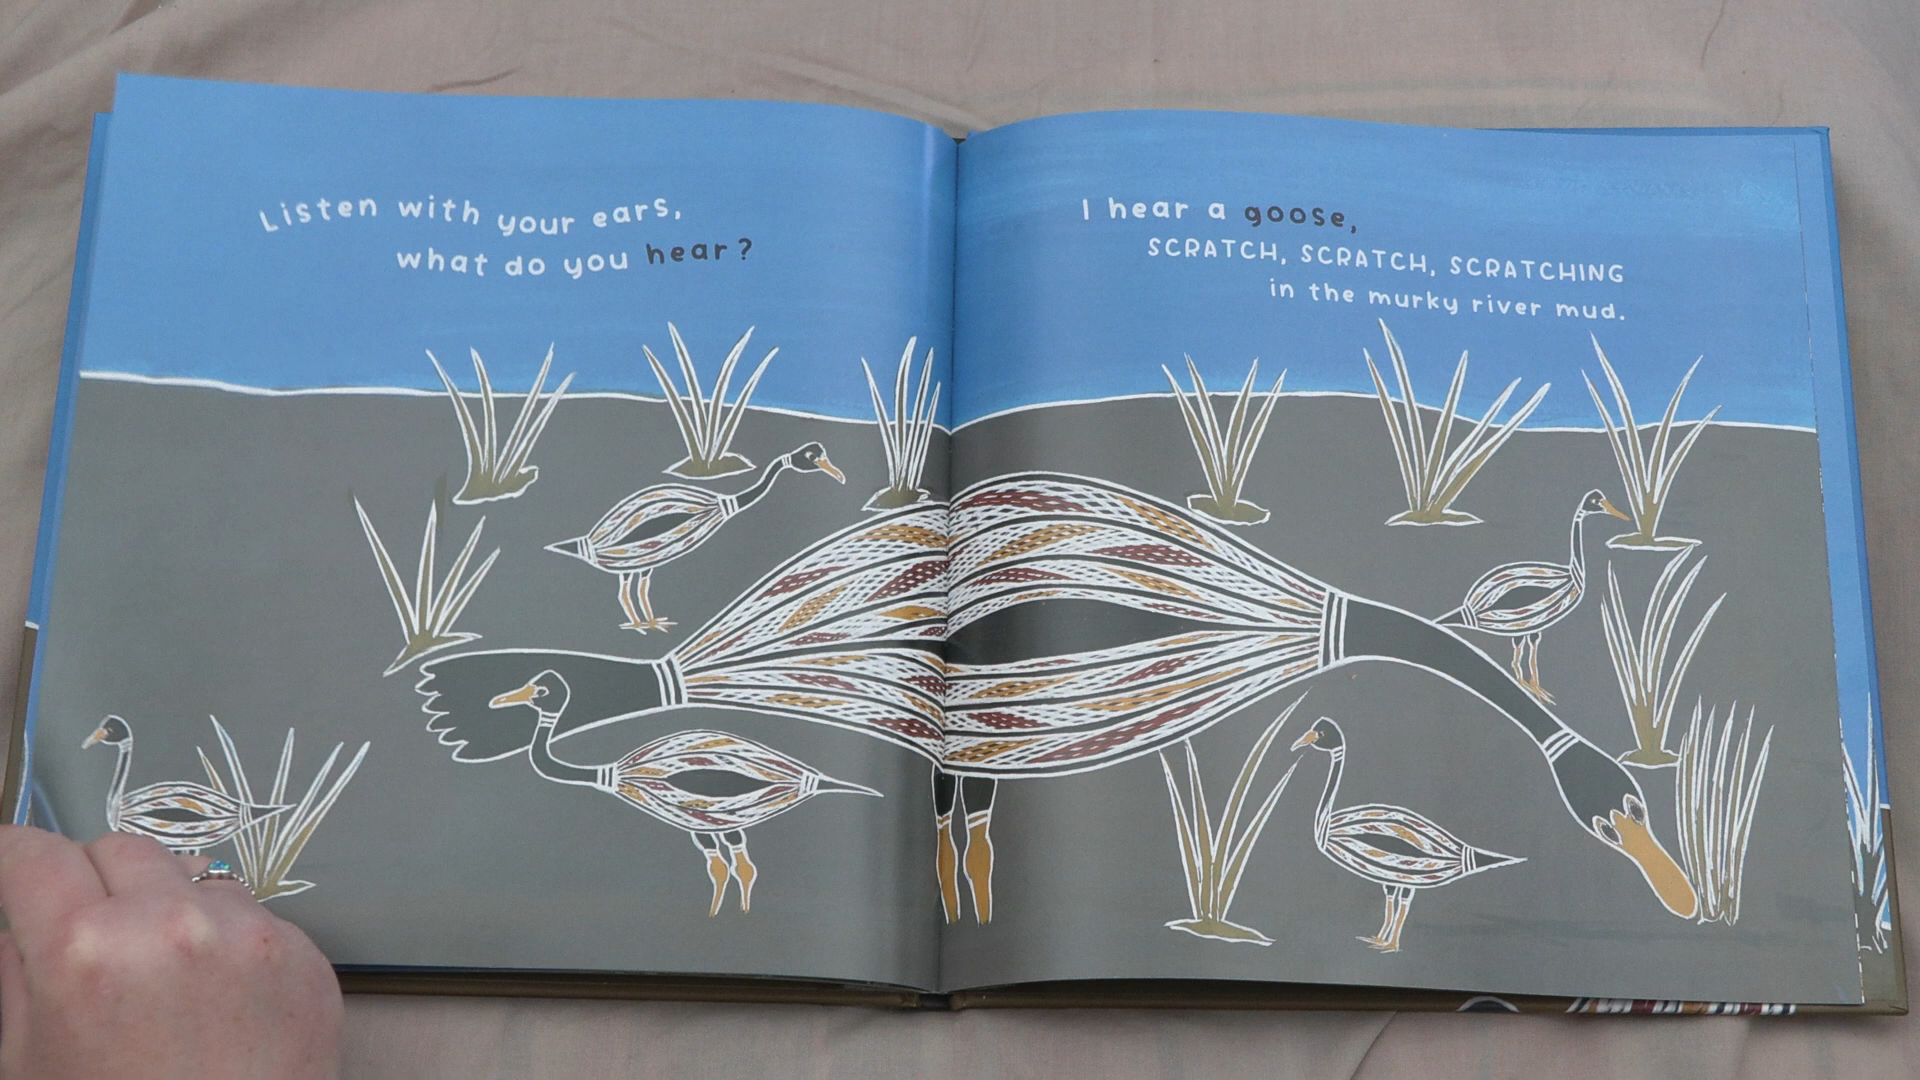 Listen with your ears,
what do you hear?
I hear a goose,
SCRATCH, SCRATCH, SCRATCHING
in the murky river mud.